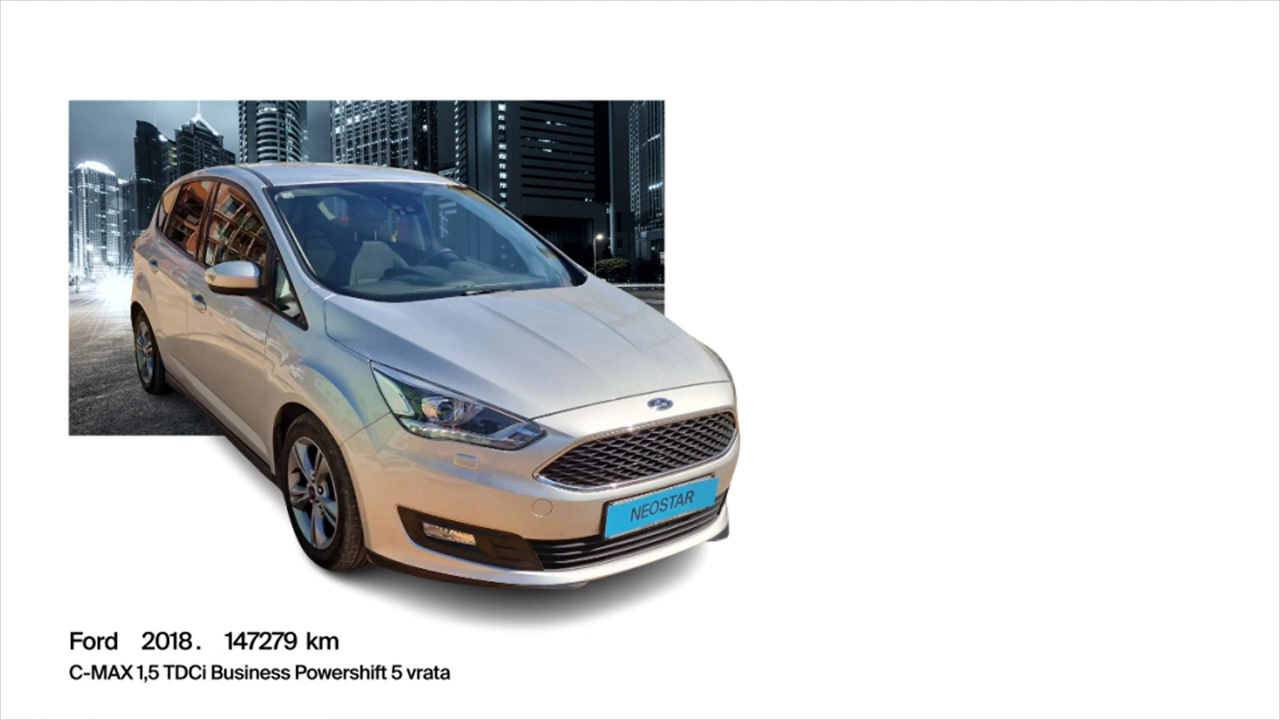 NEOSTAR
Ford 2018. 147279 km
C-MAX 1,5 TDCi Business Powershift 5 vrata